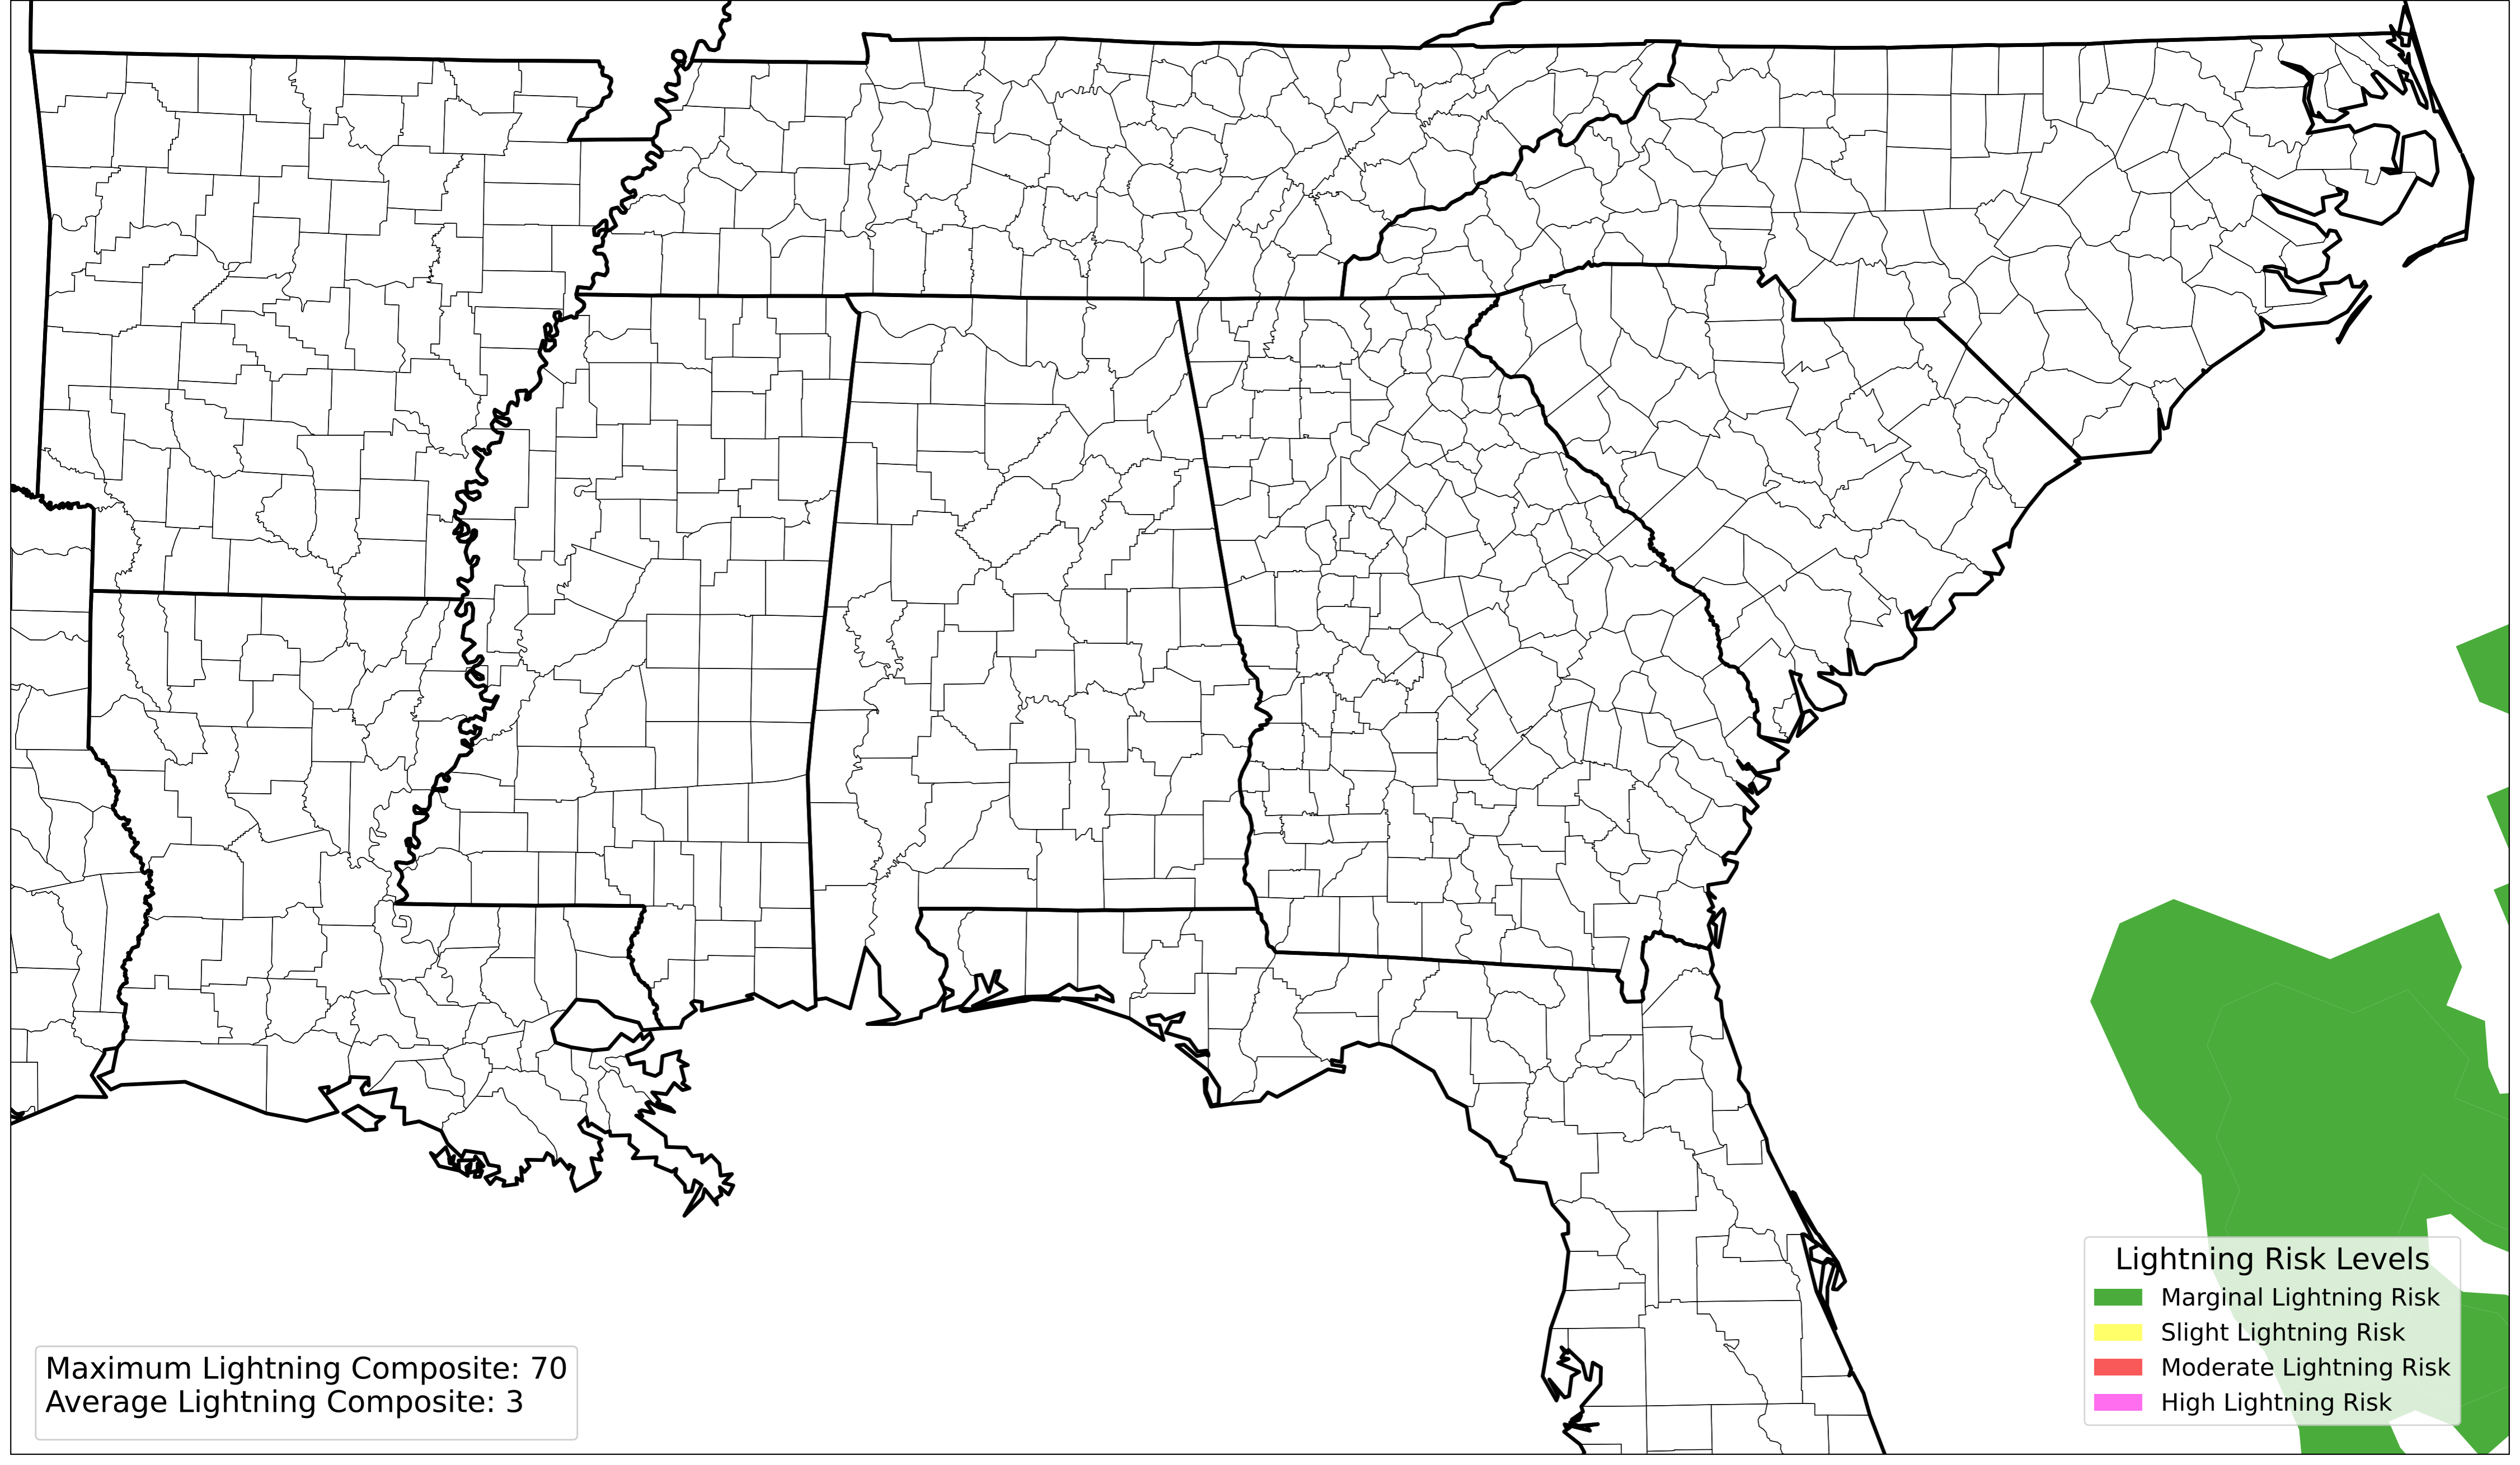 Maximum Lightning Composite: 70
Average Lightning Composite: 3
Lightning Risk Levels
Marginal Lightning Risk
Slight Lightning Risk
Moderate Lightning Risk
High Lightning Risk